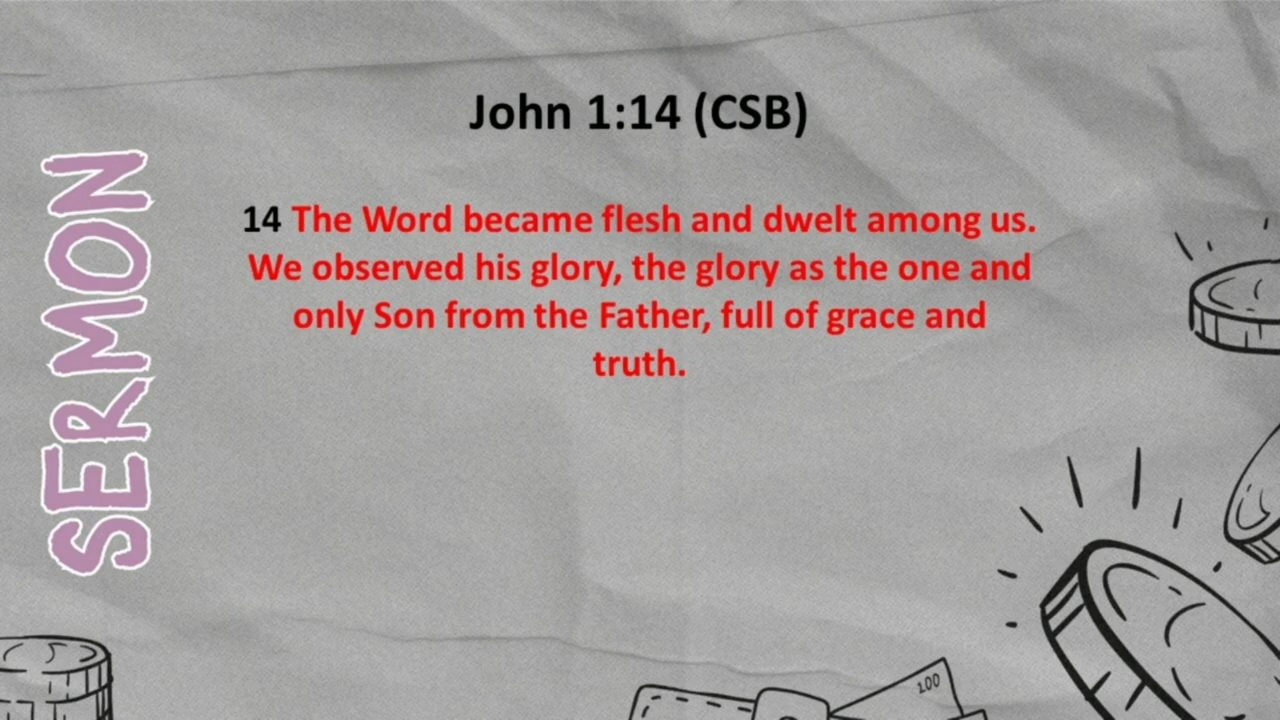 John 1:14 (CSB)
SERMON
14 The Word became flesh and dwelt among us.
We observed his glory, the glory as the one and
only Son from the Father, full of grace and
truth.
100